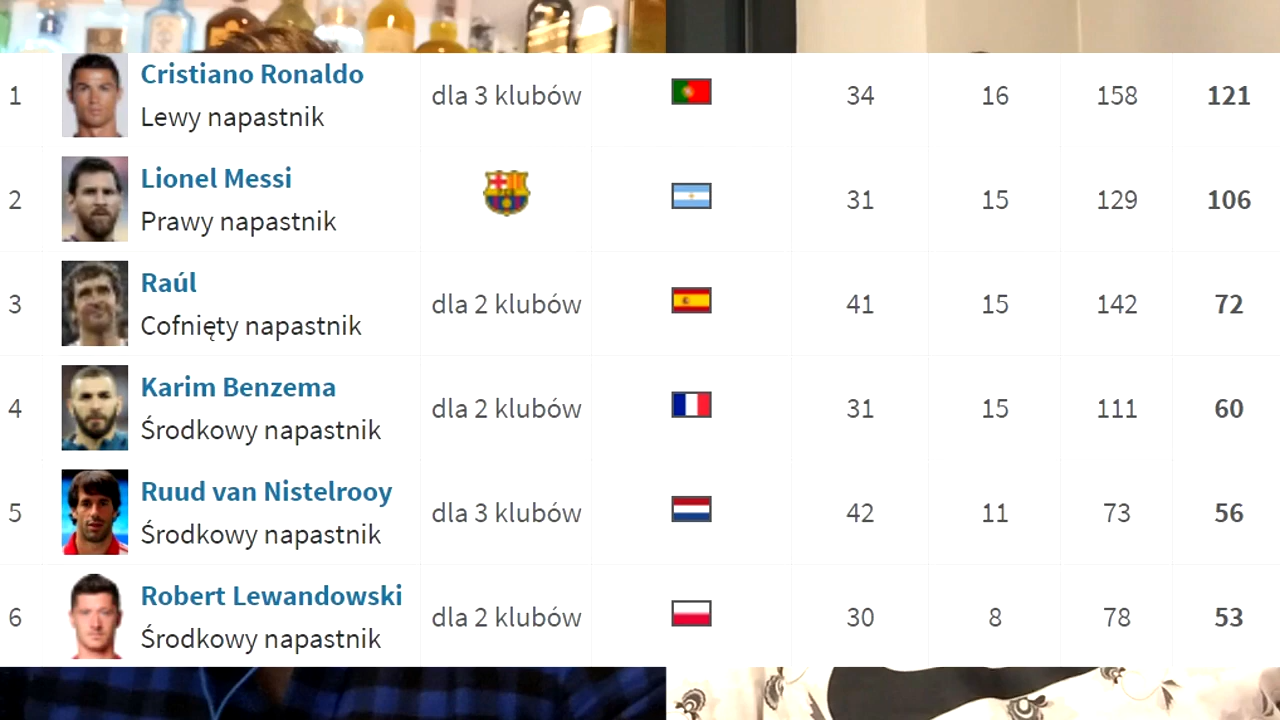 1 Cristiano Ronaldo dla 3 klubów 34 16 158 121
Lewy napastnik
2 Lionel Messi 31 15 129 106
Prawy napastnik
3 Raúl dla 2 klubów 41 15 142 72
Cofnięty napastnik
4 Karim Benzema dla 2 klubów 31 15 111 60
Środkowy napastnik
5 Ruud van Nistelrooy dla 3 klubów 42 11 73 56
Środkowy napastnik
6 Robert Lewandowski dla 2 klubów 30 8 78 53
Środkowy napastnik